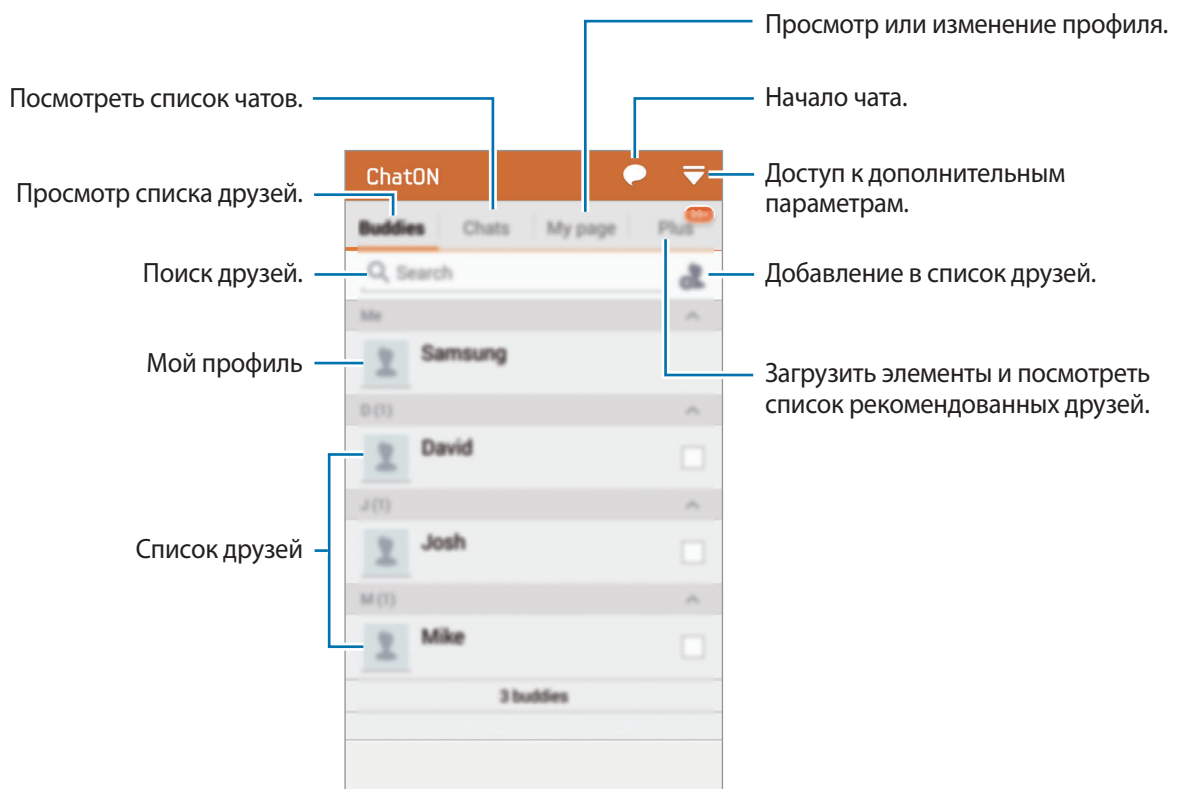 Просмотр или изменение профиля.
Посмотреть список чатов.
Начало чата.
ChatON
Доступ к дополнительным
параметрам.
Просмотр списка друзей.
Buddies Chats My page Plus
Поиск друзей.
Search
Добавление в список друзей.
Me
Мой профиль
Samsung
Загрузить элементы и посмотреть
список рекомендованных друзей.
D (1)
David
J (1)
Список друзей
Josh
M (1)
Mike
3 buddies